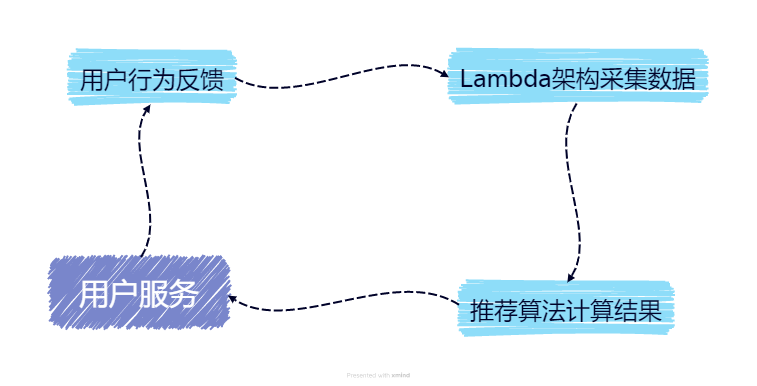 用户行为反馈
Lambda架构采集数据
用户服务
推荐算法计算结果
Presented with xmind